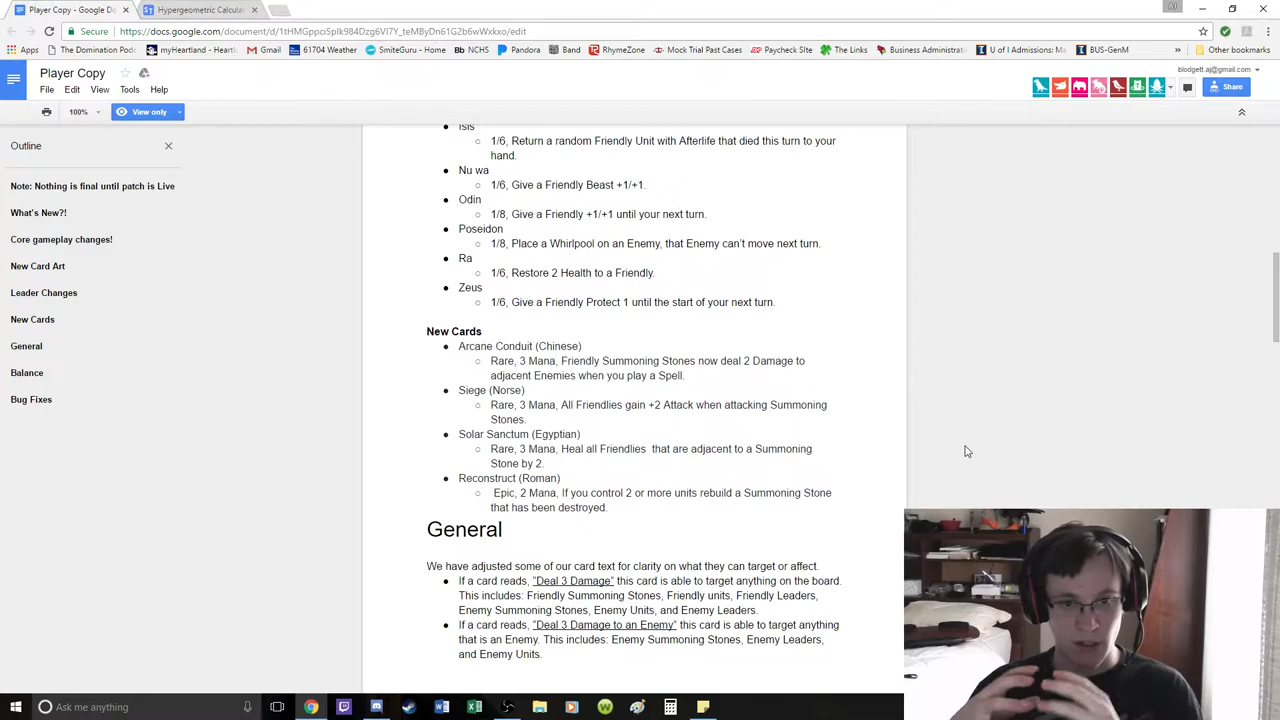 Player Copy - Google Do
Hypergeometric Calculat
AJ
Secure
https://docs.google.com/document/d/
Apps
The Domination Podc
myHearthland - Hearth
Gmail
61704 Weather
SmiteGuru - Home
NCHS
Pandora
Band
RhymeZone
Mock Trial Past Cases
Paycheck Site
The Links
Business Administrati
U of I Admissions: Ma
BUS-GenM
Other bookmarks
Player Copy
blodgett.aj@gmail.com
File Edit View Tools Help
Share
100%
View only
Outline
Note: Nothing is final until patch is Live
What's New?!
Core gameplay changes!
New Card Art
Leader Changes
New Cards
General
Balance
Bug Fixes
Isis
1/6, Return a random Friendly Unit with Afterlife that died this turn to your
hand.
Nu wa
1/6, Give a Friendly Beast +1/+1.
Odin
1/8, Give a Friendly +1/+1 until your next turn.
Poseidon
1/8, Place a Whirlpool on an Enemy, that Enemy can't move next turn.
Ra
1/6, Restore 2 Health to a Friendly.
Zeus
1/6, Give a Friendly Protect 1 until the start of your next turn.
New Cards
Arcane Conduit (Chinese)
Rare, 3 Mana, Friendly Summoning Stones now deal 2 Damage to
adjacent Enemies when you play a Spell.
Siege (Norse)
Rare, 3 Mana, All Friendlies gain +2 Attack when attacking Summoning
Stones.
Solar Sanctum (Egyptian)
Rare, 3 Mana, Heal all Friendlies that are adjacent to a Summoning
Stone by 2.
Reconstruct (Roman)
Epic, 2 Mana, If you control 2 or more units rebuild a Summoning Stone
that has been destroyed.
General
We have adjusted some of our card text for clarity on what they can target or affect.
If a card reads, "Deal 3 Damage" this card is able to target anything on the board.
This includes: Friendly Summoning Stones, Friendly units, Friendly Leaders,
Enemy Summoning Stones, Enemy Units, and Enemy Leaders.
If a card reads, "Deal 3 Damage to an Enemy" this card is able to target anything
that is an Enemy. This includes: Enemy Summoning Stones, Enemy Leaders,
and Enemy Units.
Ask me anything